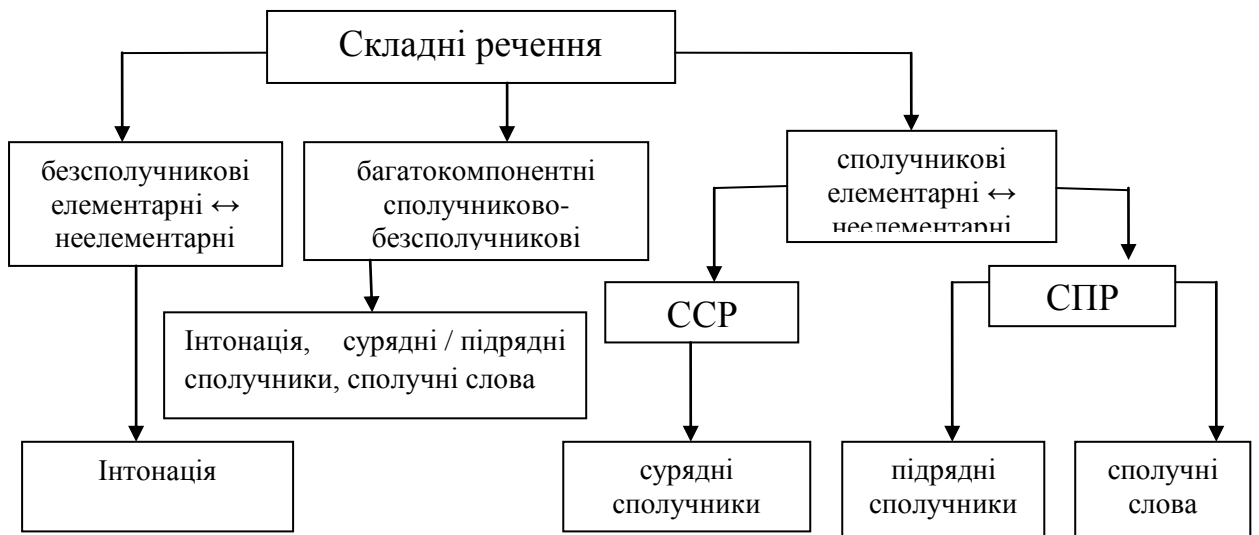 Складні речення
безсполучникові
елементарні ↔
неелементарні
багатокомпонентні
сполучниково-
безсполучникові
сполучникові
елементарні ↔
неелементарні
ССР
СПР
Інтонація, сурядні / підрядні
сполучники, сполучні слова
Інтонація
сурядні
сполучники
підрядні
сполучники
сполучні
слова